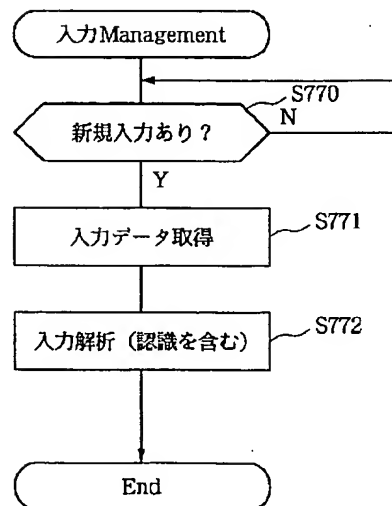 入力Management
S770
新規入力あり？
N
Y
入力データ取得
S771
入力解析（認識を含む）
S772
End